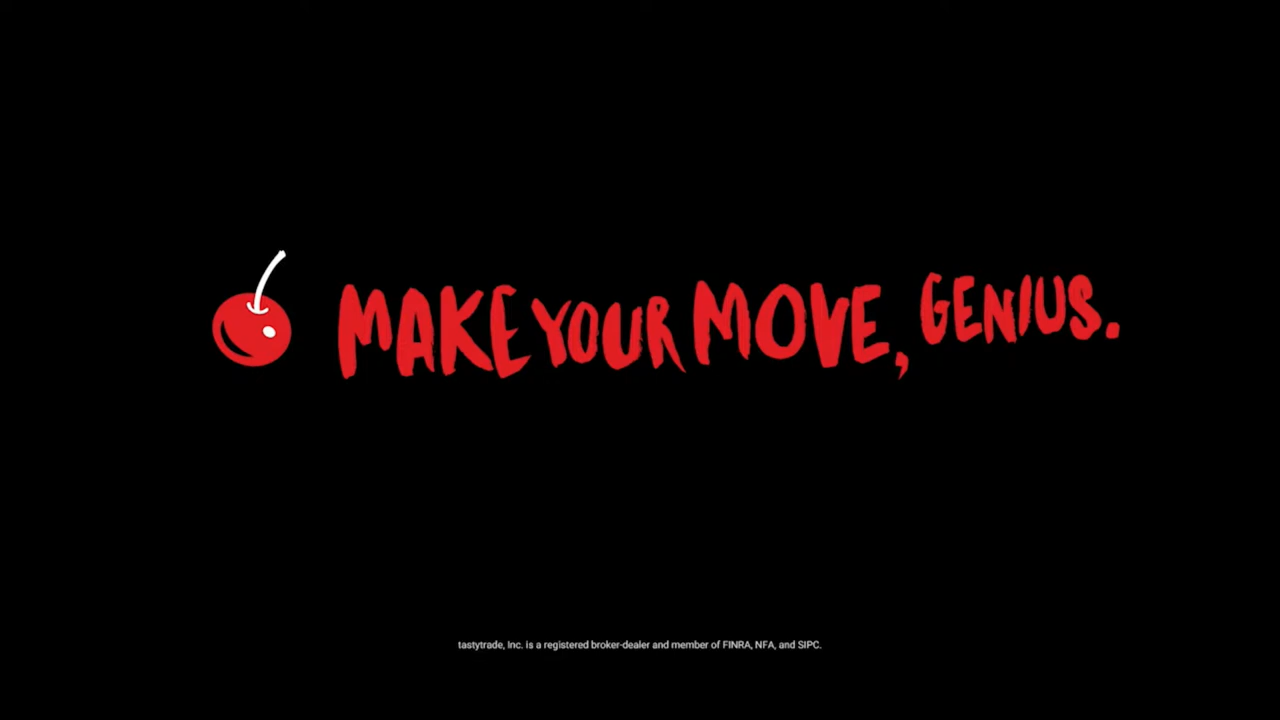 MAKE YOUR MOVE, GENIUS.
tastytrade, Inc. is a registered broker-dealer and member of FINRA, NFA, and SIPC.